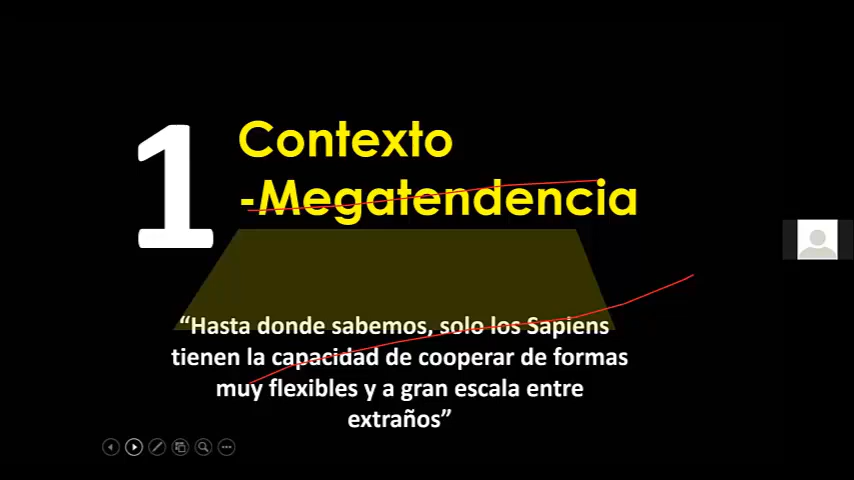 1
Contexto
-Megatendencia
“Hasta donde sabemos, solo los Sapiens
tienen la capacidad de cooperar de formas
muy flexibles y a gran escala entre
extraños”